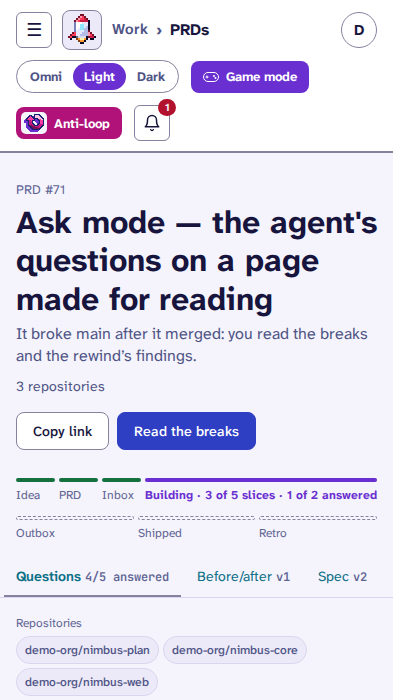 ☰ Work › PRDs D
Omni Light Dark Game mode
Anti-loop 1
PRD #71
Ask mode — the agent's
questions on a page
made for reading
It broke main after it merged: you read the breaks
and the rewind's findings.
3 repositories
Copy link Read the breaks
Idea PRD Inbox Building · 3 of 5 slices · 1 of 2 answered
Outbox Shipped Retro
Questions 4/5 answered Before/after v1 Spec v2
Repositories
demo-org/nimbus-plan demo-org/nimbus-core
demo-org/nimbus-web